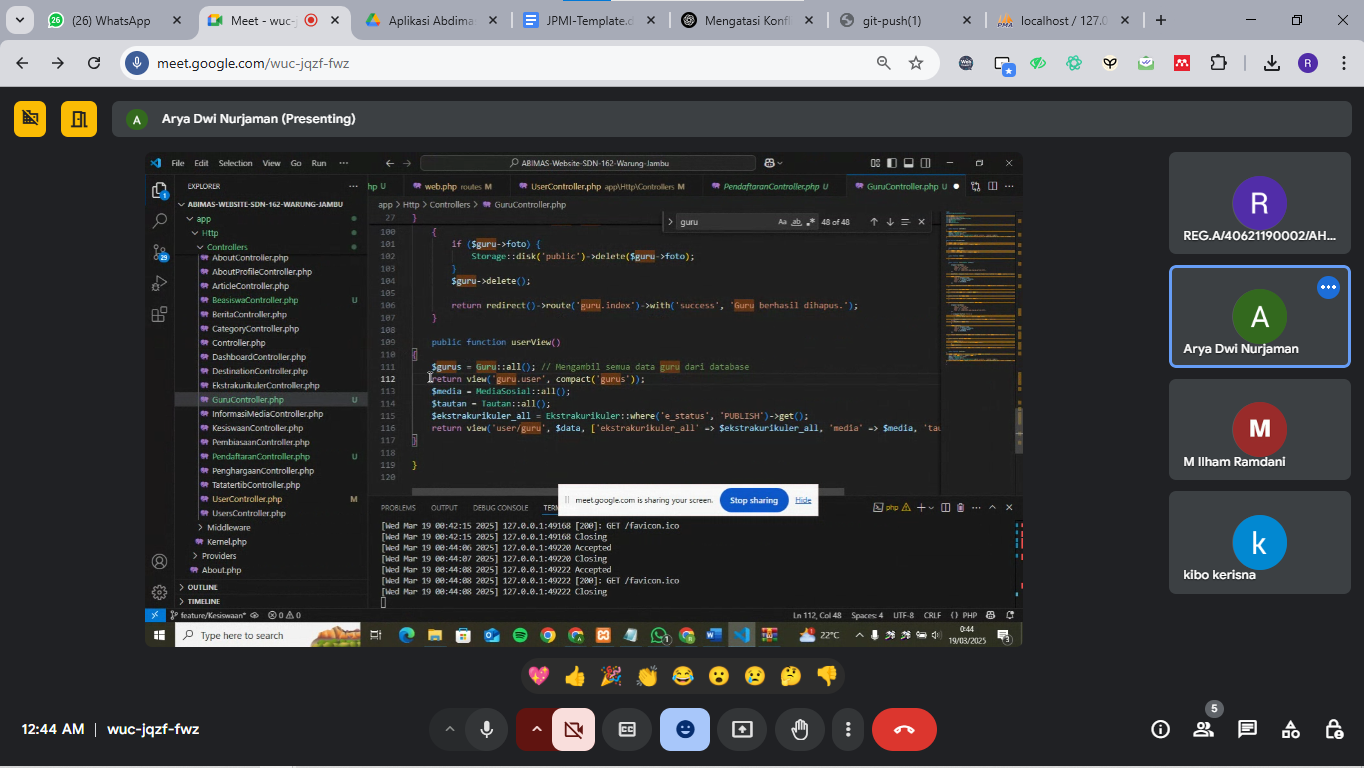 (26) WhatsApp
Meet - wuc-j
Aplikasi Abdima
JPMI-Template.d
Mengatasi Konfl
git-push(1)
localhost / 127.0
meet.google.com/wuc-jqzf-fwz
Arya Dwi Nurjaman (Presenting)
File Edit Selection View Go Run ···
ABIMAS-Website-SDN-162-Warung-Jambu
EXPLORER
hp U
web.php routes M
UserController.php app\Http\Controllers M
PendaftaranController.php U
GuruController.php U
ABIMAS-WEBSITE-SDN-162-WARUNG-JAMBU
app
Http
Controllers
AboutController.php
AboutProfileController.php
ArticleController.php
BeasiswaController.php U
BeritaController.php
CategoryController.php
Controller.php
DashboardController.php
DestinationController.php
EkstrakurikulerController.php
GuruController.php U
InformasiMediaController.php
KesiswaanController.php
PembiasaanController.php
PendaftaranController.php U
PenghargaanController.php
TatatertibController.php
UserController.php M
UsersController.php
Middleware
Kernel.php
Providers
About.php
OUTLINE
TIMELINE
app > Http > Controllers > GuruController.php
guru
48 of 48
27 }
100 {
101 if ($guru->foto) {
102 Storage::disk('public')->delete($guru->foto);
103 }
104 $guru->delete();
105
106 return redirect()->route('guru.index')->with('success', 'Guru berhasil dihapus.');
107 }
108
109 public function userView()
110 {
111 $gurus = Guru::all(); // Mengambil semua data guru dari database
112 return view('guru.user', compact('gurus'));
113 $media = MediaSosial::all();
114 $tautan = Tautan::all();
115 $ekstrakurikuler_all = Ekstrakurikuler::where('e_status', 'PUBLISH')->get();
116 return view('user/guru', $data, ['ekstrakurikuler_all' => $ekstrakurikuler_all, 'media' => $media, 'tau
117 }
118
119 }
120
meet.google.com is sharing your screen. Stop sharing Hide
PROBLEMS OUTPUT DEBUG CONSOLE TERM
php
[Wed Mar 19 00:42:15 2025] 127.0.0.1:49168 [200]: GET /favicon.ico
[Wed Mar 19 00:42:15 2025] 127.0.0.1:49168 Closing
[Wed Mar 19 00:44:06 2025] 127.0.0.1:49220 Accepted
[Wed Mar 19 00:44:07 2025] 127.0.0.1:49220 Closing
[Wed Mar 19 00:44:08 2025] 127.0.0.1:49222 Accepted
[Wed Mar 19 00:44:08 2025] 127.0.0.1:49222 [200]: GET /favicon.ico
[Wed Mar 19 00:44:08 2025] 127.0.0.1:49222 Closing
feature/Kesiswaan* 0 0
Ln 112, Col 48 Spaces: 4 UTF-8 CRLF {} PHP
Type here to search
22°C
0:44
19/03/2025
R
REG.A/40621190002/AH...
A
Arya Dwi Nurjaman
M
M Ilham Ramdani
k
kibo kerisna
12:44 AM | wuc-jqzf-fwz
5